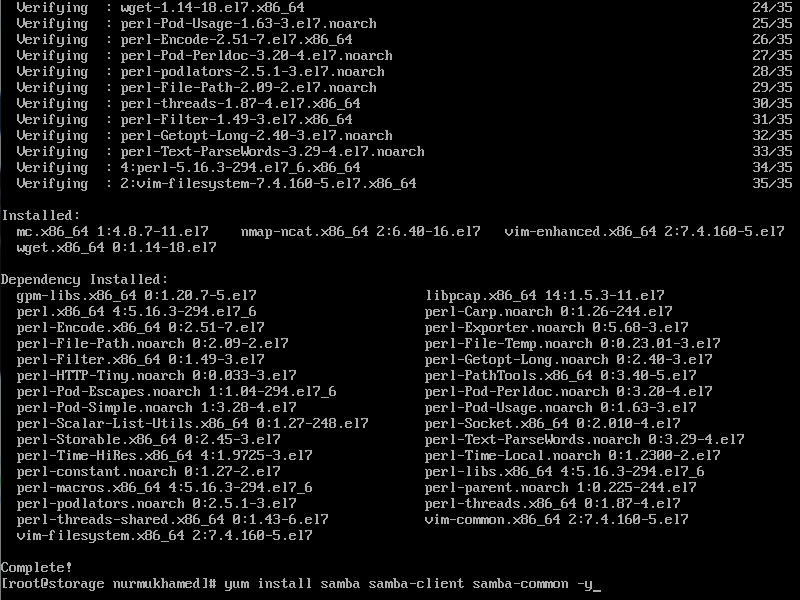 Verifying : wget-1.14-18.el7.x86_64 24/35
Verifying : perl-Pod-Usage-1.63-3.el7.noarch 25/35
Verifying : perl-Encode-2.51-7.el7.x86_64 26/35
Verifying : perl-Pod-Perldoc-3.20-4.el7.noarch 27/35
Verifying : perl-podlators-2.5.1-3.el7.noarch 28/35
Verifying : perl-File-Path-2.09-2.el7.noarch 29/35
Verifying : perl-threads-1.87-4.el7.x86_64 30/35
Verifying : perl-Filter-1.49-3.el7.x86_64 31/35
Verifying : perl-Getopt-Long-2.40-3.el7.noarch 32/35
Verifying : perl-Text-ParseWords-3.29-4.el7.noarch 33/35
Verifying : 4:perl-5.16.3-294.el7_6.x86_64 34/35
Verifying : 2:vim-filesystem-7.4.160-5.el7.x86_64 35/35
Installed:
mc.x86_64 1:4.8.7-11.el7 nmap-ncat.x86_64 2:6.40-16.el7 vim-enhanced.x86_64 2:7.4.160-5.el7
wget.x86_64 0:1.14-18.el7
Dependency Installed:
gpm-libs.x86_64 0:1.20.7-5.el7 libpcap.x86_64 14:1.5.3-11.el7
perl.x86_64 4:5.16.3-294.el7_6 perl-Carp.noarch 0:1.26-244.el7
perl-Encode.x86_64 0:2.51-7.el7 perl-Exporter.noarch 0:5.68-3.el7
perl-File-Path.noarch 0:2.09-2.el7 perl-File-Temp.noarch 0:0.23.01-3.el7
perl-Filter.x86_64 0:1.49-3.el7 perl-Getopt-Long.noarch 0:2.40-3.el7
perl-HTTP-Tiny.noarch 0:0.033-3.el7 perl-PathTools.x86_64 0:3.40-5.el7
perl-Pod-Escapes.noarch 1:1.04-294.el7_6 perl-Pod-Perldoc.noarch 0:3.20-4.el7
perl-Pod-Simple.noarch 1:3.28-4.el7 perl-Pod-Usage.noarch 0:1.63-3.el7
perl-Scalar-List-Utils.x86_64 0:1.27-248.el7 perl-Socket.x86_64 0:2.010-4.el7
perl-Storable.x86_64 0:2.45-3.el7 perl-Text-ParseWords.noarch 0:3.29-4.el7
perl-Time-HiRes.x86_64 4:1.9725-3.el7 perl-Time-Local.noarch 0:1.2300-2.el7
perl-constant.noarch 0:1.27-2.el7 perl-libs.x86_64 4:5.16.3-294.el7_6
perl-macros.x86_64 4:5.16.3-294.el7_6 perl-parent.noarch 1:0.225-244.el7
perl-podlators.noarch 0:2.5.1-3.el7 perl-threads.x86_64 0:1.87-4.el7
perl-threads-shared.x86_64 0:1.43-6.el7 vim-common.x86_64 2:7.4.160-5.el7
vim-filesystem.x86_64 2:7.4.160-5.el7
Complete!
[root@storage nurmukhamed]# yum install samba samba-client samba-common -y_